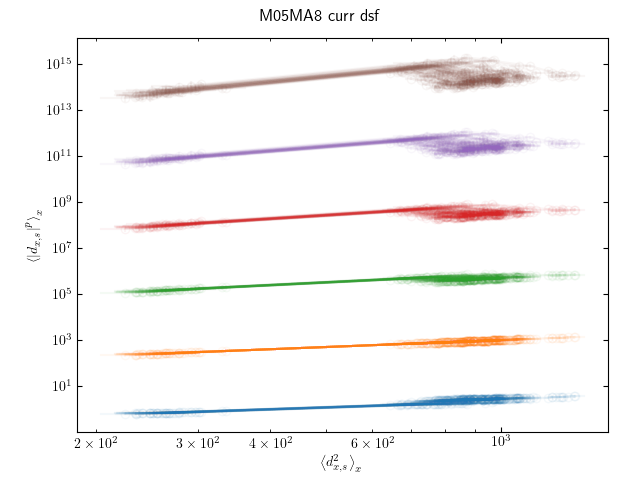 M05MA8 curr dsf
⟨|d_{x,s}|^p⟩_x
10^{15}
10^{13}
10^{11}
10^9
10^7
10^5
10^3
10^1
2 × 10^2 3 × 10^2 4 × 10^2 6 × 10^2 10^3
⟨d^2_{x,s}⟩_x